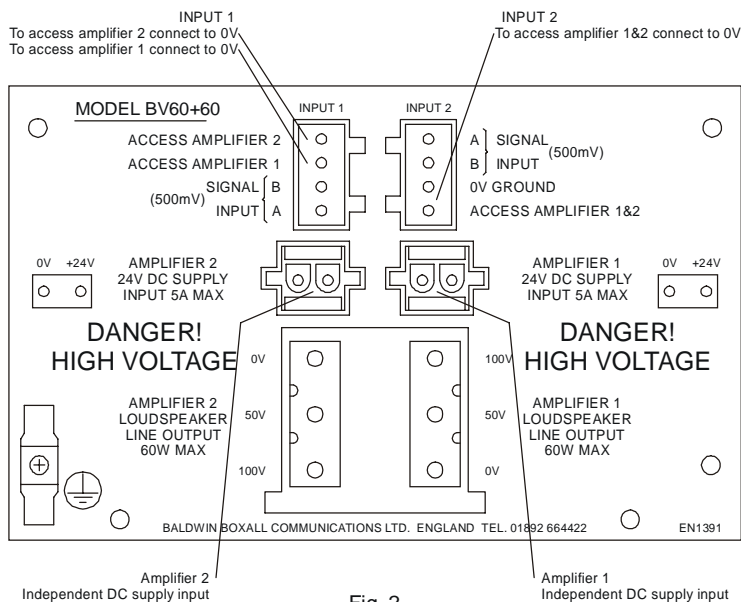 INPUT 1
To access amplifier 2 connect to 0V
To access amplifier 1 connect to 0V
INPUT 2
To access amplifier 1&2 connect to 0V
MODEL BV60+60
INPUT 1
INPUT 2
ACCESS AMPLIFIER 2
ACCESS AMPLIFIER 1
SIGNAL B
(500mV)
INPUT A
A SIGNAL
(500mV)
B INPUT
0V GROUND
ACCESS AMPLIFIER 1&2
0V +24V
AMPLIFIER 2
24V DC SUPPLY
INPUT 5A MAX
AMPLIFIER 1
24V DC SUPPLY
INPUT 5A MAX
0V +24V
DANGER!
HIGH VOLTAGE
DANGER!
HIGH VOLTAGE
0V
50V
100V
100V
50V
0V
AMPLIFIER 2
LOUDSPEAKER
LINE OUTPUT
60W MAX
AMPLIFIER 1
LOUDSPEAKER
LINE OUTPUT
60W MAX
BALDWIN BOXALL COMMUNICATIONS LTD. ENGLAND TEL. 01892 664422
EN1391
Amplifier 2
Independent DC supply input
Amplifier 1
Independent DC supply input